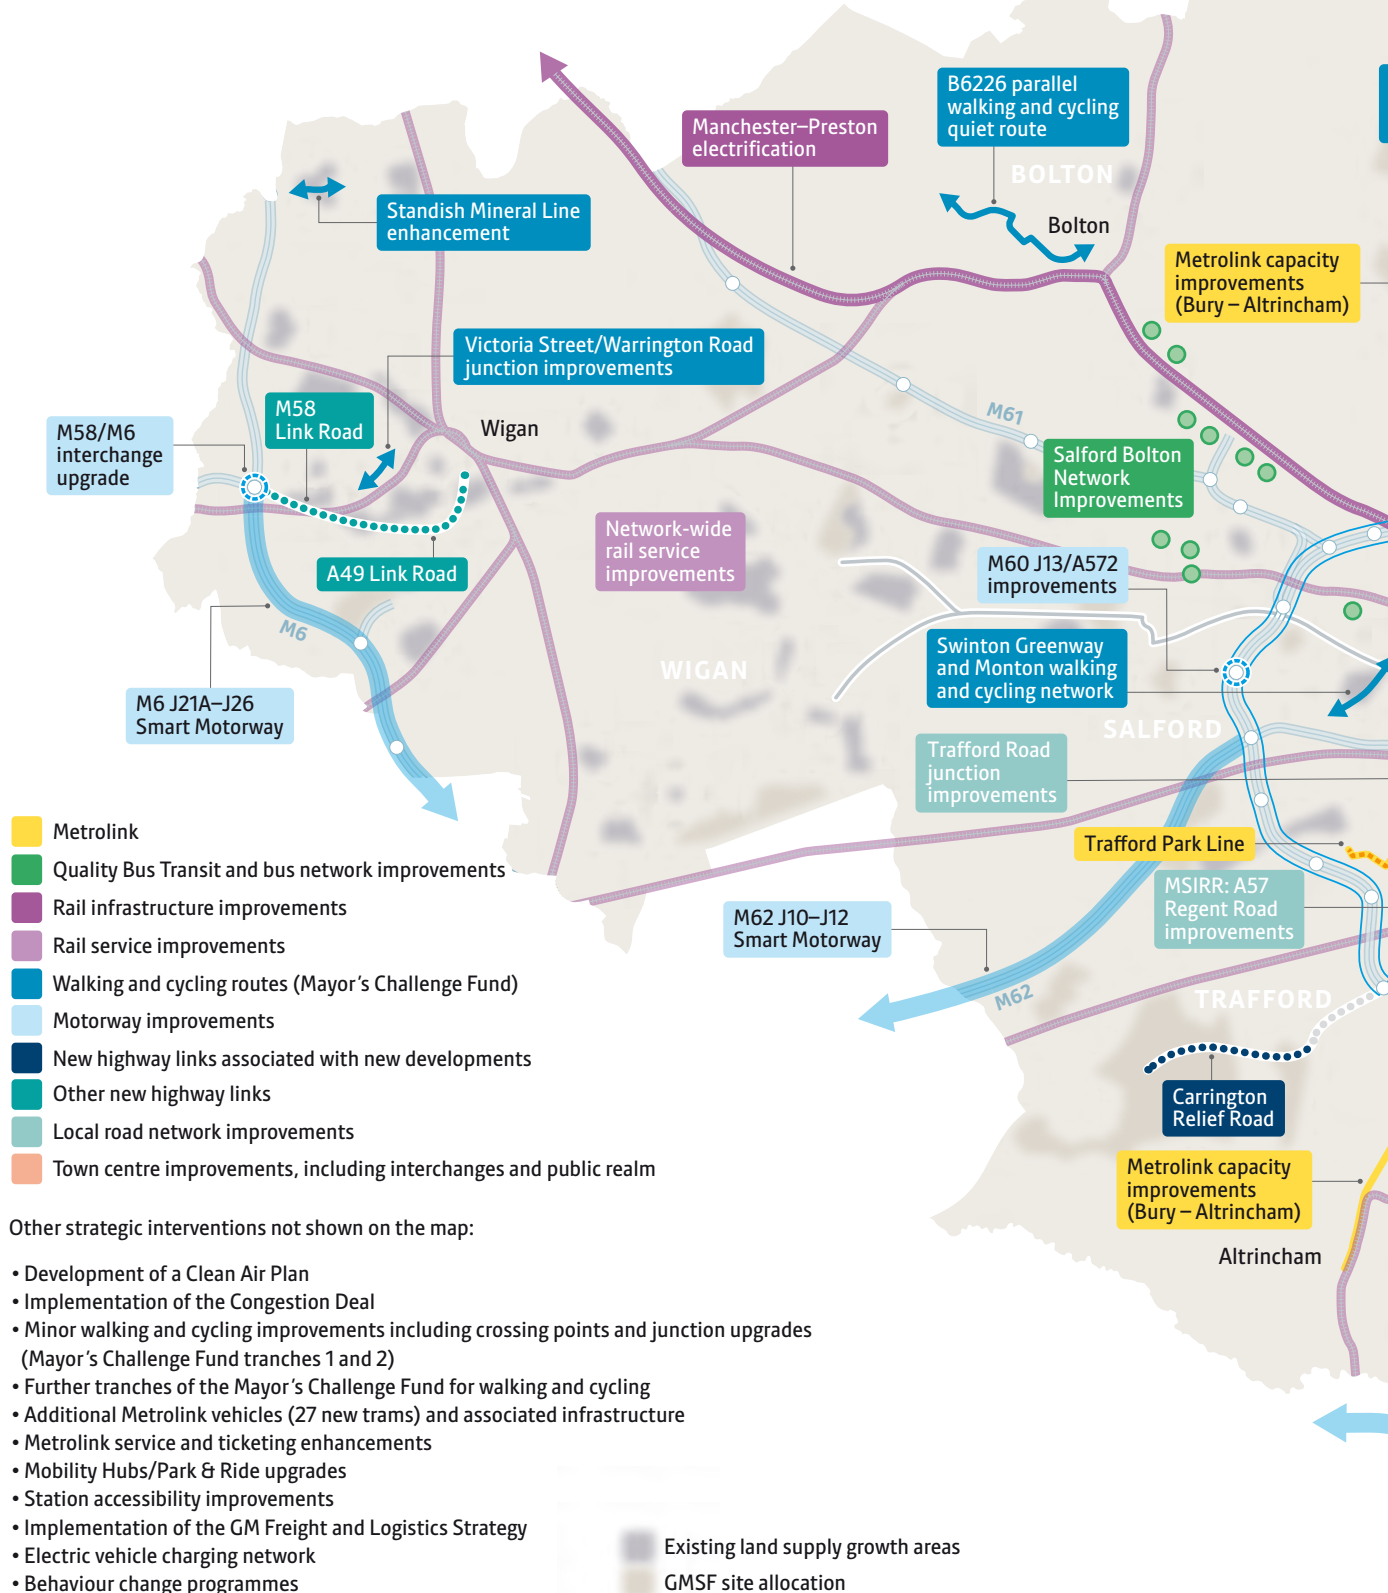 B6226 parallel
walking and cycling
quiet route
Manchester–Preston
electrification
BOLTON
Standish Mineral Line
enhancement
Bolton
Metrolink capacity
improvements
(Bury – Altrincham)
Victoria Street/Warrington Road
junction improvements
M58
Link Road
M61
M58/M6
interchange
upgrade
Wigan
Salford Bolton
Network
Improvements
Network-wide
rail service
improvements
M60 J13/A572
improvements
A49 Link Road
M6
Swinton Greenway
and Monton walking
and cycling network
WIGAN
M6 J21A–J26
Smart Motorway
SALFORD
Trafford Road
junction
improvements
Trafford Park Line
MSIRR: A57
Regent Road
improvements
M62 J10–J12
Smart Motorway
M62
TRAFFORD
Carrington
Relief Road
Metrolink capacity
improvements
(Bury – Altrincham)
Altrincham
Metrolink
Quality Bus Transit and bus network improvements
Rail infrastructure improvements
Rail service improvements
Walking and cycling routes (Mayor's Challenge Fund)
Motorway improvements
New highway links associated with new developments
Other new highway links
Local road network improvements
Town centre improvements, including interchanges and public realm
Other strategic interventions not shown on the map:
• Development of a Clean Air Plan
• Implementation of the Congestion Deal
• Minor walking and cycling improvements including crossing points and junction upgrades
(Mayor's Challenge Fund tranches 1 and 2)
• Further tranches of the Mayor's Challenge Fund for walking and cycling
• Additional Metrolink vehicles (27 new trams) and associated infrastructure
• Metrolink service and ticketing enhancements
• Mobility Hubs/Park & Ride upgrades
• Station accessibility improvements
• Implementation of the GM Freight and Logistics Strategy
• Electric vehicle charging network
• Behaviour change programmes
Existing land supply growth areas
GMSF site allocation